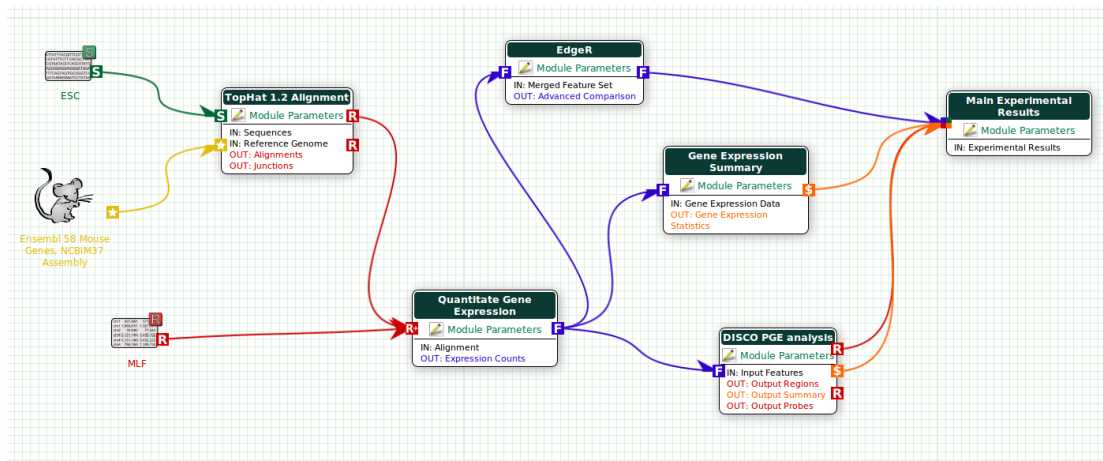 S
S
ESC
TopHat 1.2 Alignment
S
Module Parameters
R
IN: Sequences
IN: Reference Genome
R
OUT: Alignments
OUT: Junctions
Ensembl 58 Mouse
Genes, NCBIM37
Assembly
R
R
MLF
Quantitate Gene
Expression
R+
Module Parameters
F
IN: Alignment
OUT: Expression Counts
EdgeR
F
Module Parameters
F
IN: Merged Feature Set
OUT: Advanced Comparison
Gene Expression
Summary
F
Module Parameters
$
IN: Gene Expression Data
OUT: Gene Expression
Statistics
DISCO PGE analysis
Module Parameters
R
F
IN: Input Features
$
OUT: Output Regions
OUT: Output Summary
R
OUT: Output Probes
Main Experimental
Results
Module Parameters
IN: Experimental Results